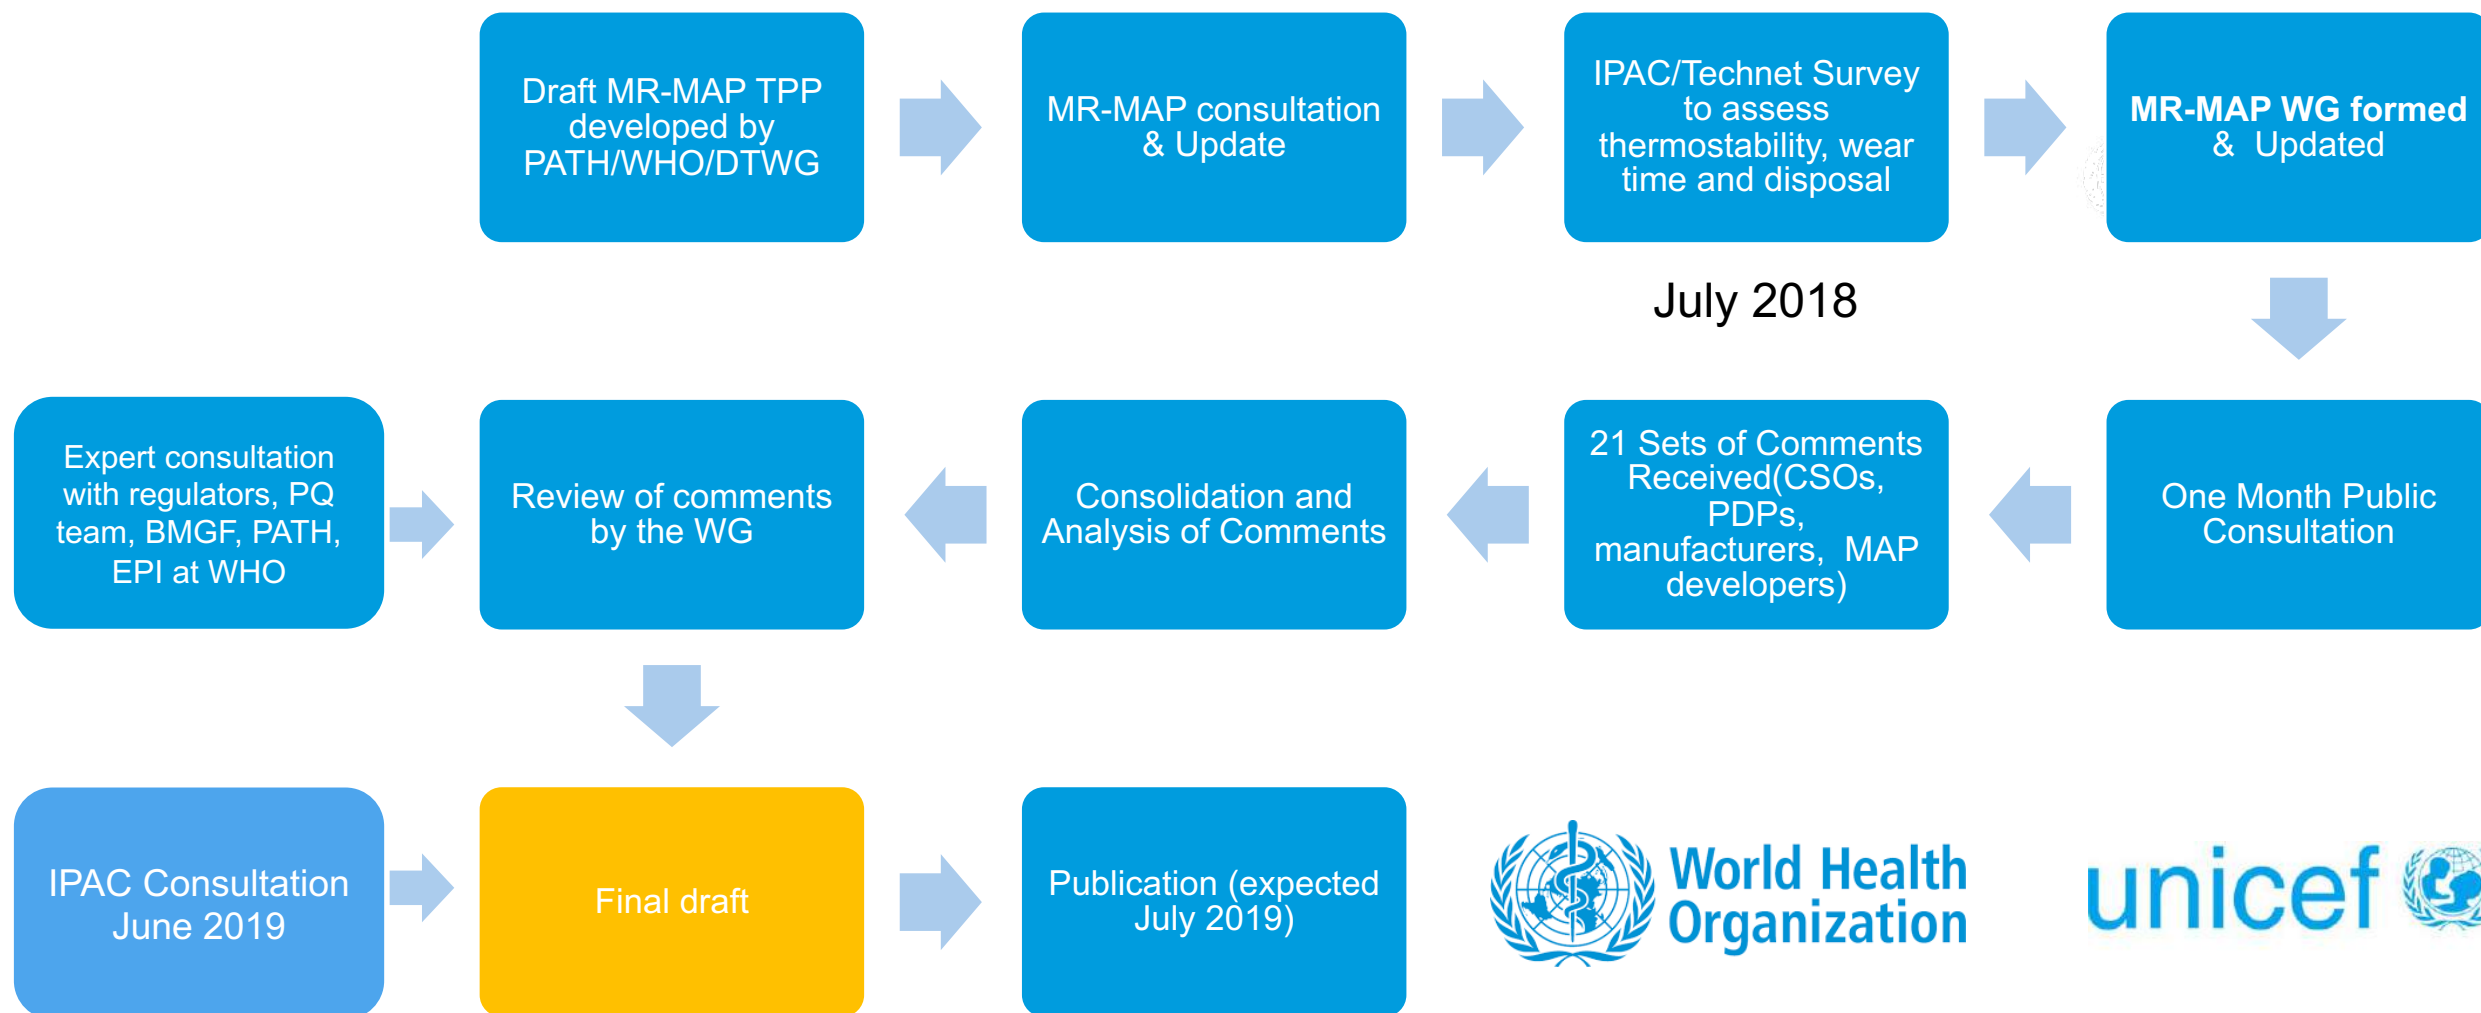 Draft MR-MAP TPP
developed by
PATH/WHO/DTWG
MR-MAP consultation
& Update
IPAC/Technet Survey
to assess
thermostability, wear
time and disposal
MR-MAP WG formed
& Updated
July 2018
Expert consultation
with regulators, PQ
team, BMGF, PATH,
EPI at WHO
Review of comments
by the WG
Consolidation and
Analysis of Comments
21 Sets of Comments
Received(CSOs,
PDPs,
manufacturers, MAP
developers)
One Month Public
Consultation
IPAC Consultation
June 2019
Final draft
Publication (expected
July 2019)
World Health
Organization
unicef